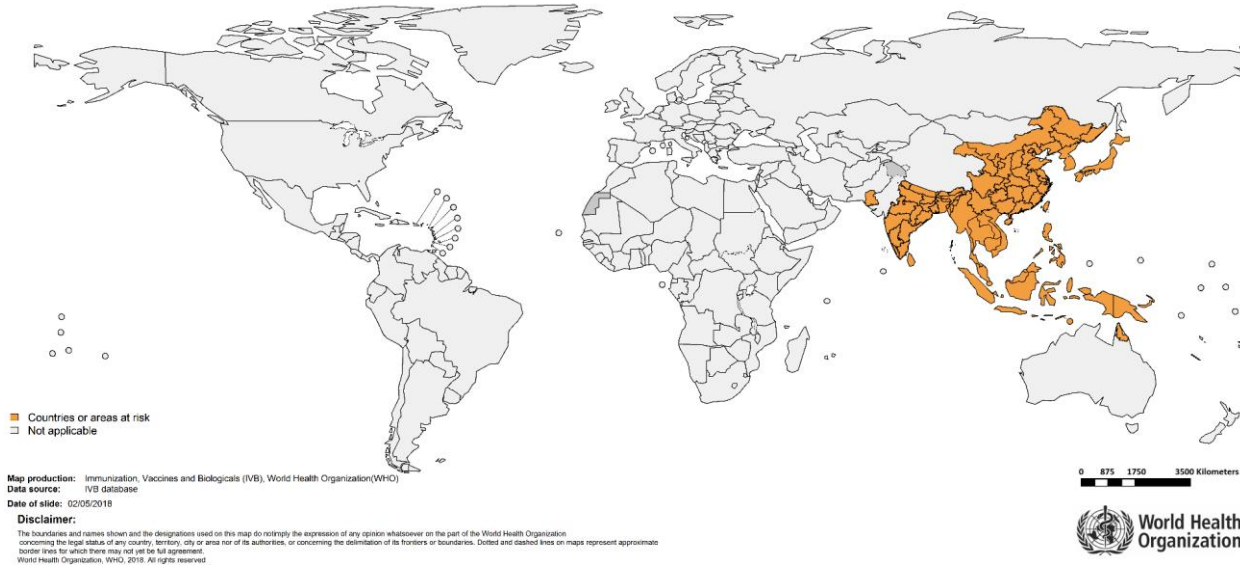 Countries or areas at risk
Not applicable
Map production: Immunization, Vaccines and Biologicals (IVB), World Health Organization(WHO)
Data source: IVB database
Date of slide: 02/05/2018
Disclaimer:
The boundaries and names shown and the designations used on this map do notimply the expression of any opinion whatsoever on the part of the World Health Organization
concerning the legal status of any country, territory, city or area nor of its authorities, or concerning the delimitation of its frontiers or boundaries. Dotted and dashed lines on maps represent approximate
border lines for which there may not yet be full agreement.
World Health Organization, WHO, 2018. All rights reserved
0 875 1750 3500 Kilometers
World Health
Organization